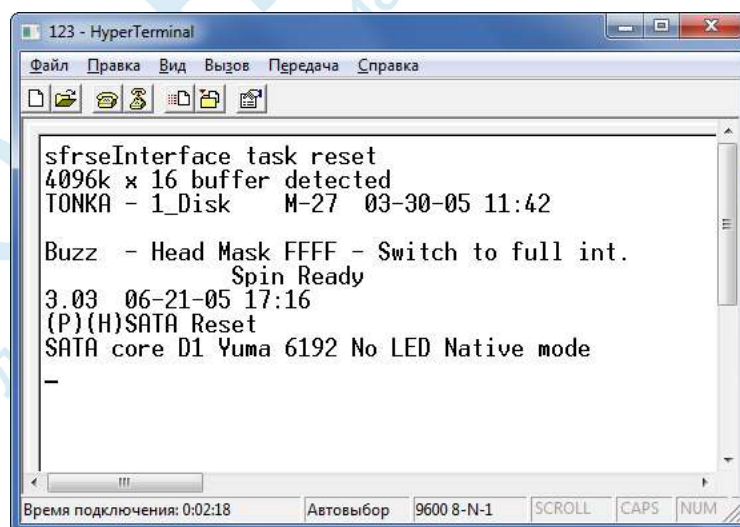 123 - HyperTerminal
Файл Правка Вид Вызов Передача Справка
sfrseInterface task reset
4096k x 16 buffer detected
TONKA - 1_Disk M-27 03-30-05 11:42
Buzz - Head Mask FFFF - Switch to full int.
Spin Ready
3.03 06-21-05 17:16
(P)(H)SATA Reset
SATA core D1 Yuma 6192 No LED Native mode
Время подключения: 0:02:18 Автовыбор 9600 8-N-1 SCROLL CAPS NUM